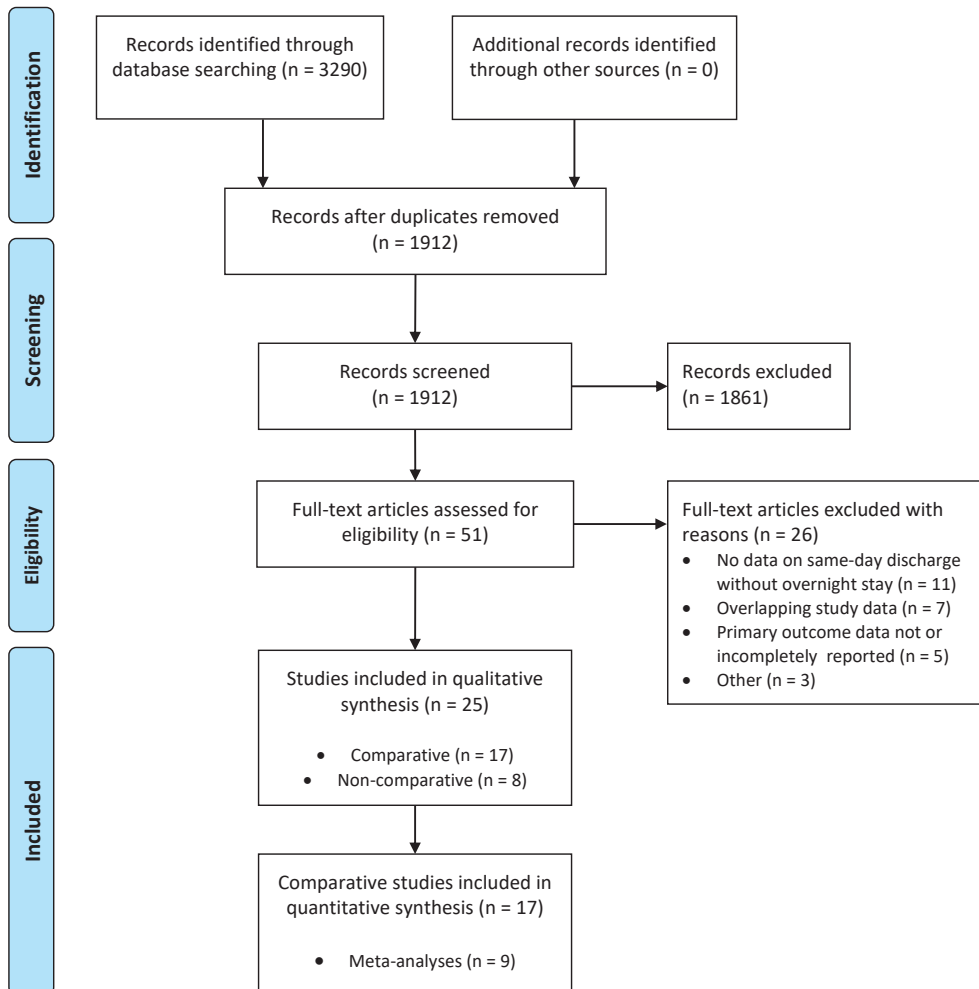 Identification
Records identified through
database searching (n = 3290)
Additional records identified
through other sources (n = 0)
Records after duplicates removed
(n = 1912)
Screening
Records screened
(n = 1912)
Records excluded
(n = 1861)
Eligibility
Full-text articles assessed for
eligibility (n = 51)
Full-text articles excluded with
reasons (n = 26)
• No data on same-day discharge
without overnight stay (n = 11)
• Overlapping study data (n = 7)
• Primary outcome data not or
incompletely reported (n = 5)
• Other (n = 3)
Included
Studies included in qualitative
synthesis (n = 25)
• Comparative (n = 17)
• Non-comparative (n = 8)
Comparative studies included in
quantitative synthesis (n = 17)
• Meta-analyses (n = 9)